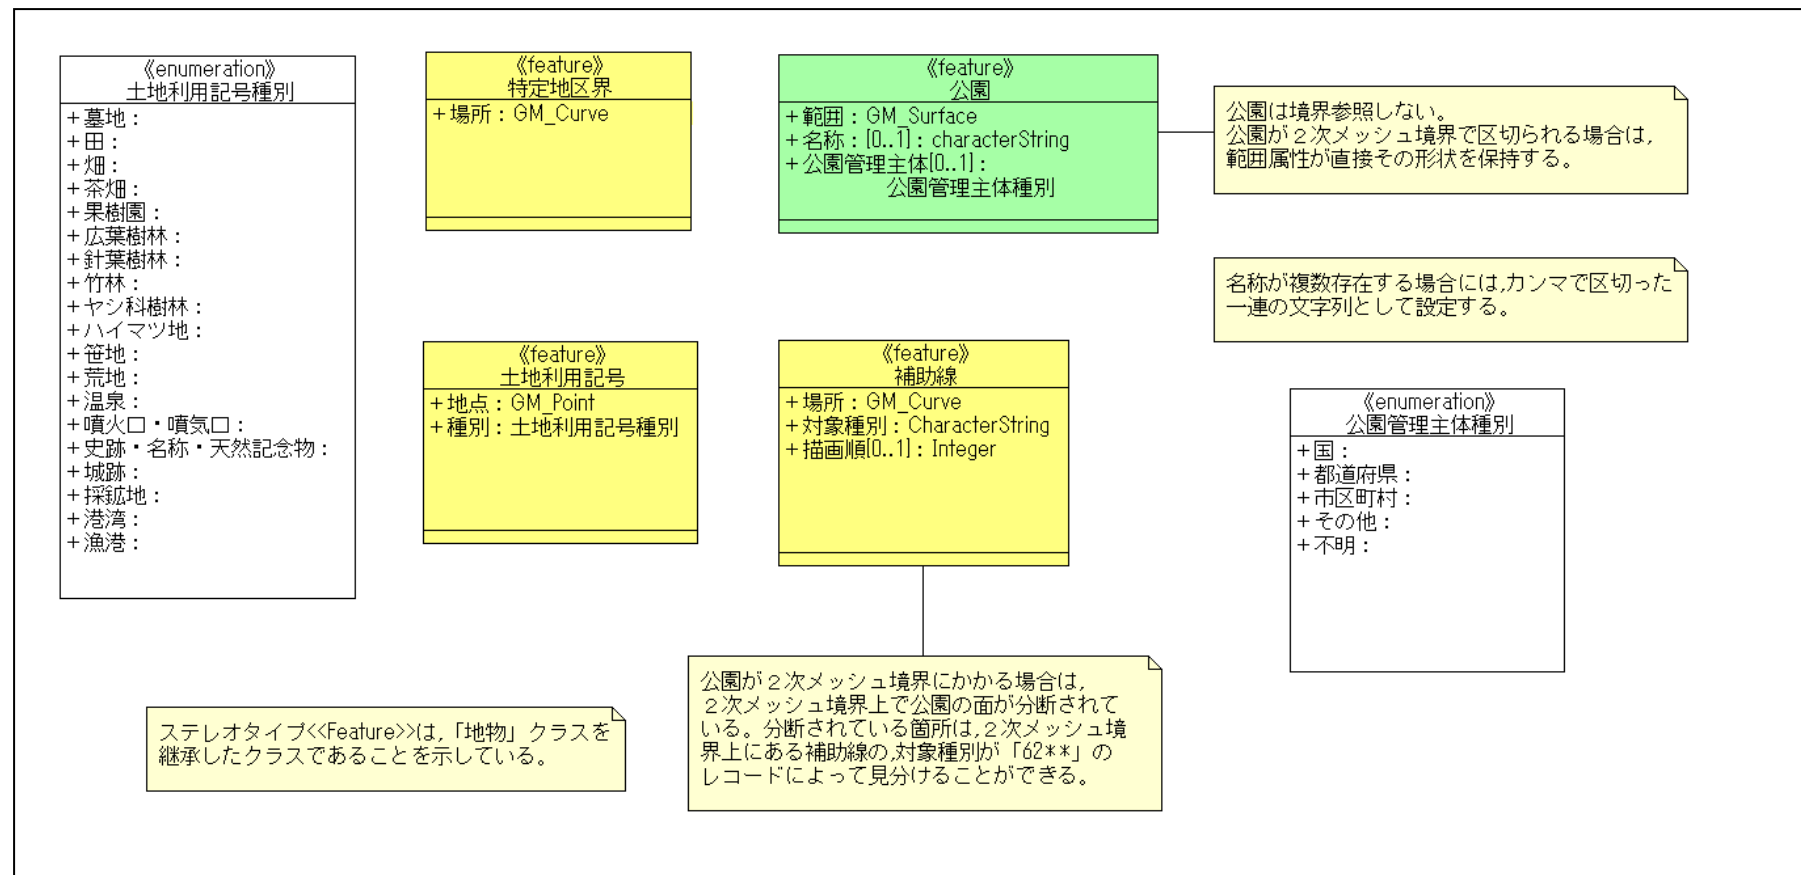 《enumeration》
土地利用記号種別
+墓地：
+田：
+畑：
+茶畑：
+果樹園：
+広葉樹林：
+針葉樹林：
+竹林：
+ヤシ科樹林：
+ハイマツ地：
+笹地：
+荒地：
+温泉：
+噴火口・噴気口：
+史跡・名称・天然記念物：
+城跡：
+採鉱地：
+港湾：
+漁港：
《feature》
特定地区界
+場所：GM_Curve
《feature》
公園
+範囲：GM_Surface
+名称：[0..1]：characterString
+公園管理主体[0..1]：
公園管理主体種別
公園は境界参照しない。
公園が２次メッシュ境界で区切られる場合は,
範囲属性が直接その形状を保持する。
名称が複数存在する場合には,カンマで区切った
一連の文字列として設定する。
《feature》
土地利用記号
+地点：GM_Point
+種別：土地利用記号種別
《feature》
補助線
+場所：GM_Curve
+対象種別：CharacterString
+描画順[0..1]：Integer
《enumeration》
公園管理主体種別
+国：
+都道府県：
+市区町村：
+その他：
+不明：
公園が２次メッシュ境界にかかる場合は,
２次メッシュ境界上で公園の面が分断されて
いる。分断されている箇所は,２次メッシュ境
界上にある補助線の,対象種別が「62**」の
レコードによって見分けることができる。
ステレオタイプ<<Feature>>は,「地物」クラスを
継承したクラスであることを示している。